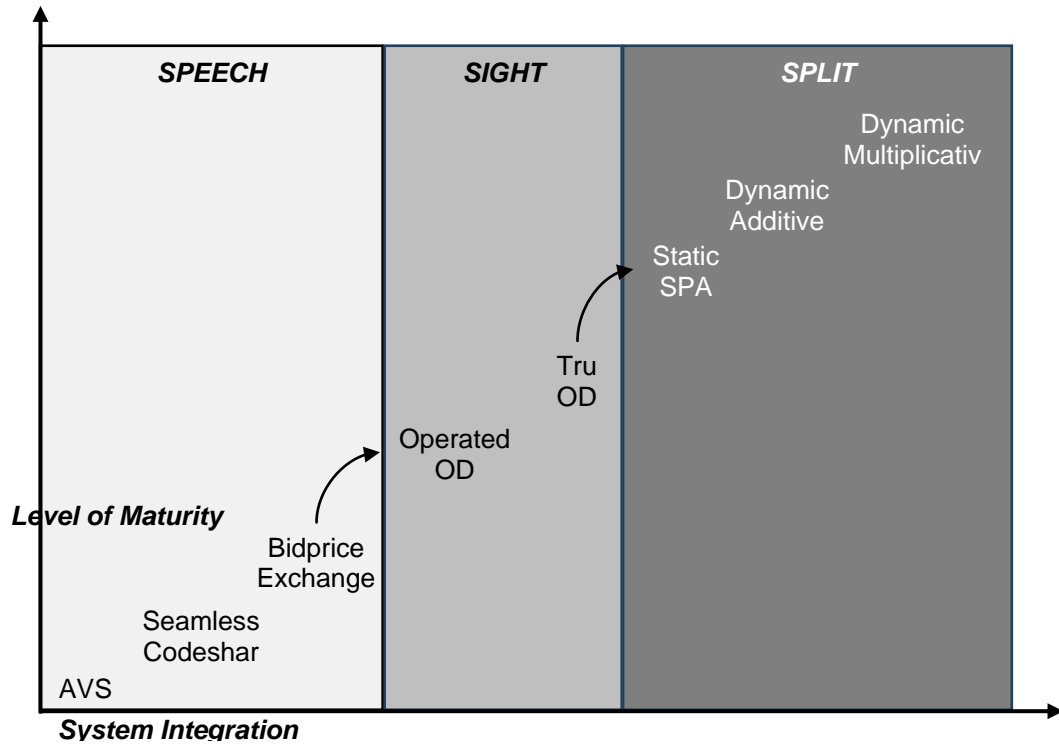 SPEECH
SIGHT
SPLIT
Dynamic
Multiplicativ
Dynamic
Additive
Static
SPA
Tru
OD
Operated
OD
Level of Maturity
Bidprice
Exchange
Seamless
Codeshar
AVS
System Integration